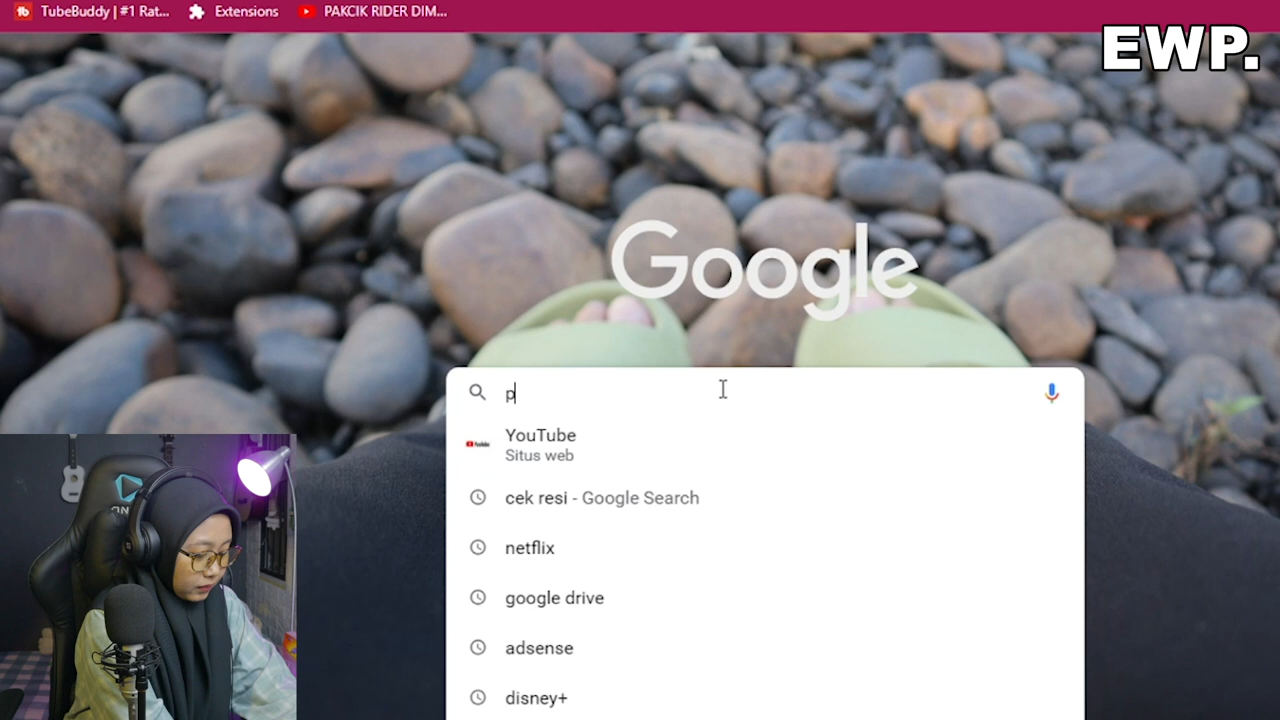 TubeBuddy | #1 Rat...
Extensions
PAKCIK RIDER DIM...
EWP.
Google
p
YouTube
Situs web
cek resi - Google Search
netflix
google drive
adsense
disney+